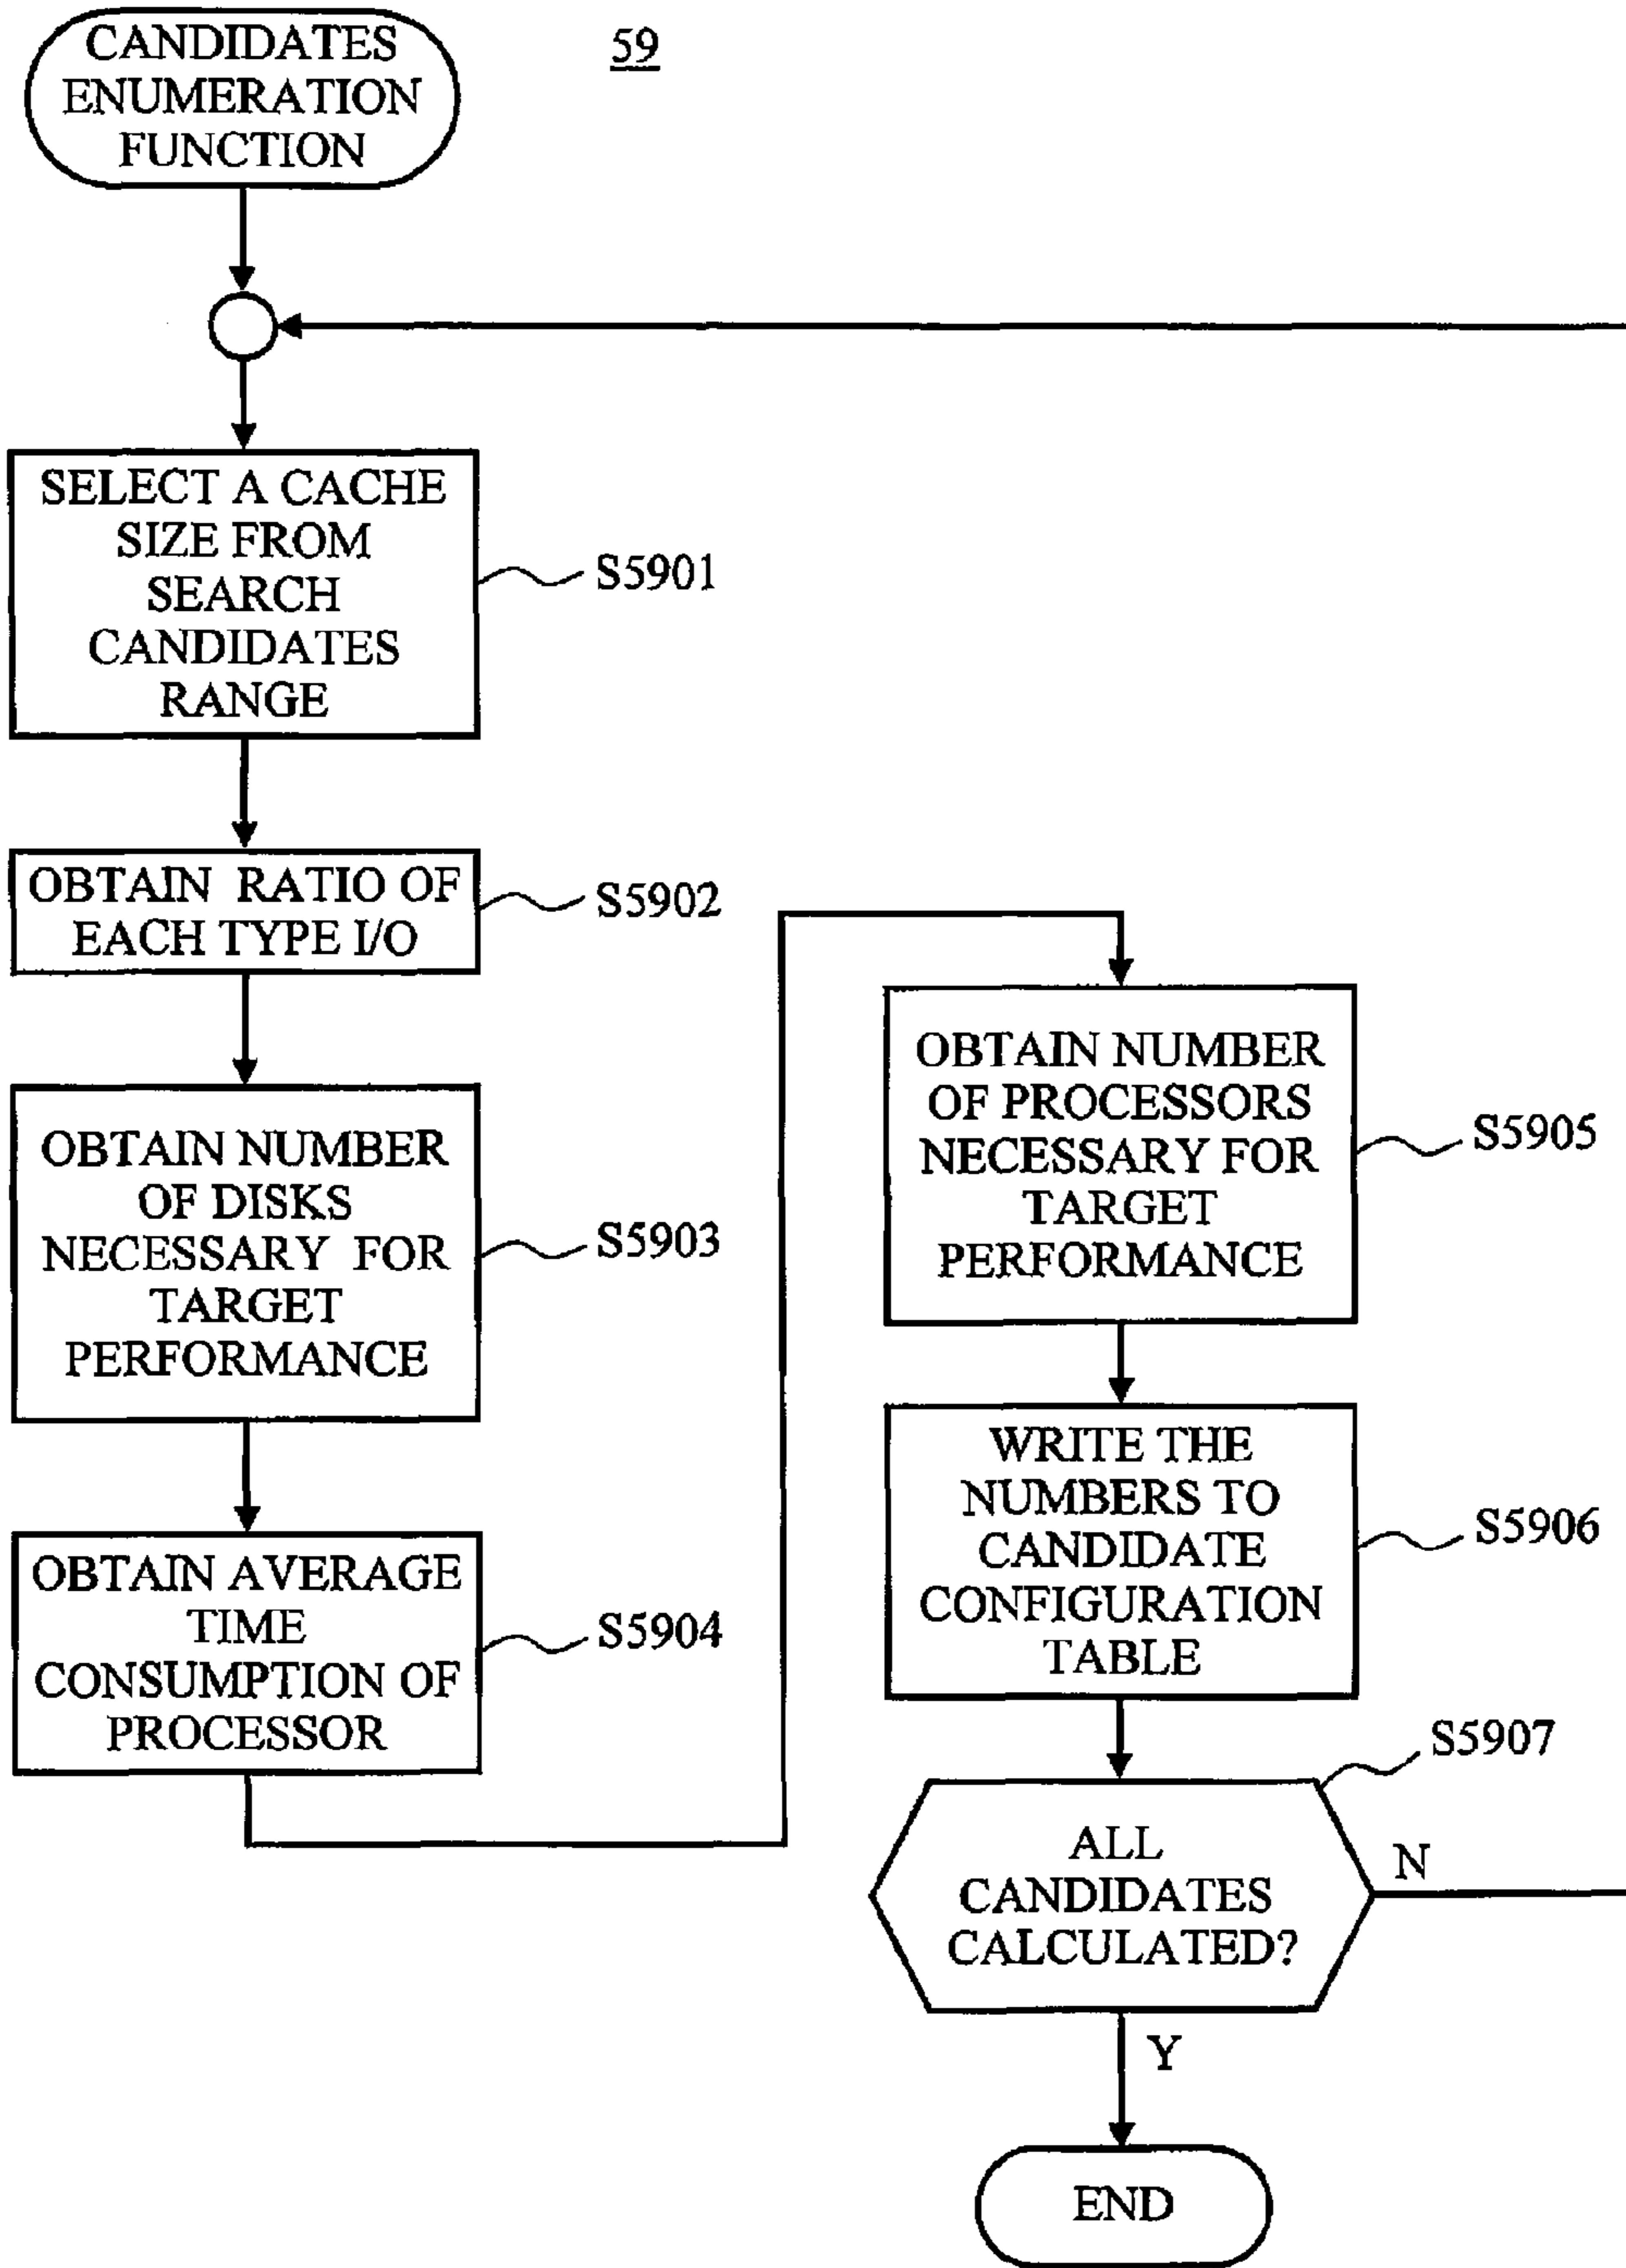 CANDIDATES
ENUMERATION
FUNCTION
59
SELECT A CACHE
SIZE FROM
SEARCH
CANDIDATES
RANGE
S5901
OBTAIN RATIO OF
EACH TYPE I/O
S5902
OBTAIN NUMBER
OF DISKS
NECESSARY FOR
TARGET
PERFORMANCE
S5903
OBTAIN AVERAGE
TIME
CONSUMPTION OF
PROCESSOR
S5904
OBTAIN NUMBER
OF PROCESSORS
NECESSARY FOR
TARGET
PERFORMANCE
S5905
WRITE THE
NUMBERS TO
CANDIDATE
CONFIGURATION
TABLE
S5906
S5907
ALL
CANDIDATES
CALCULATED?
N
Y
END